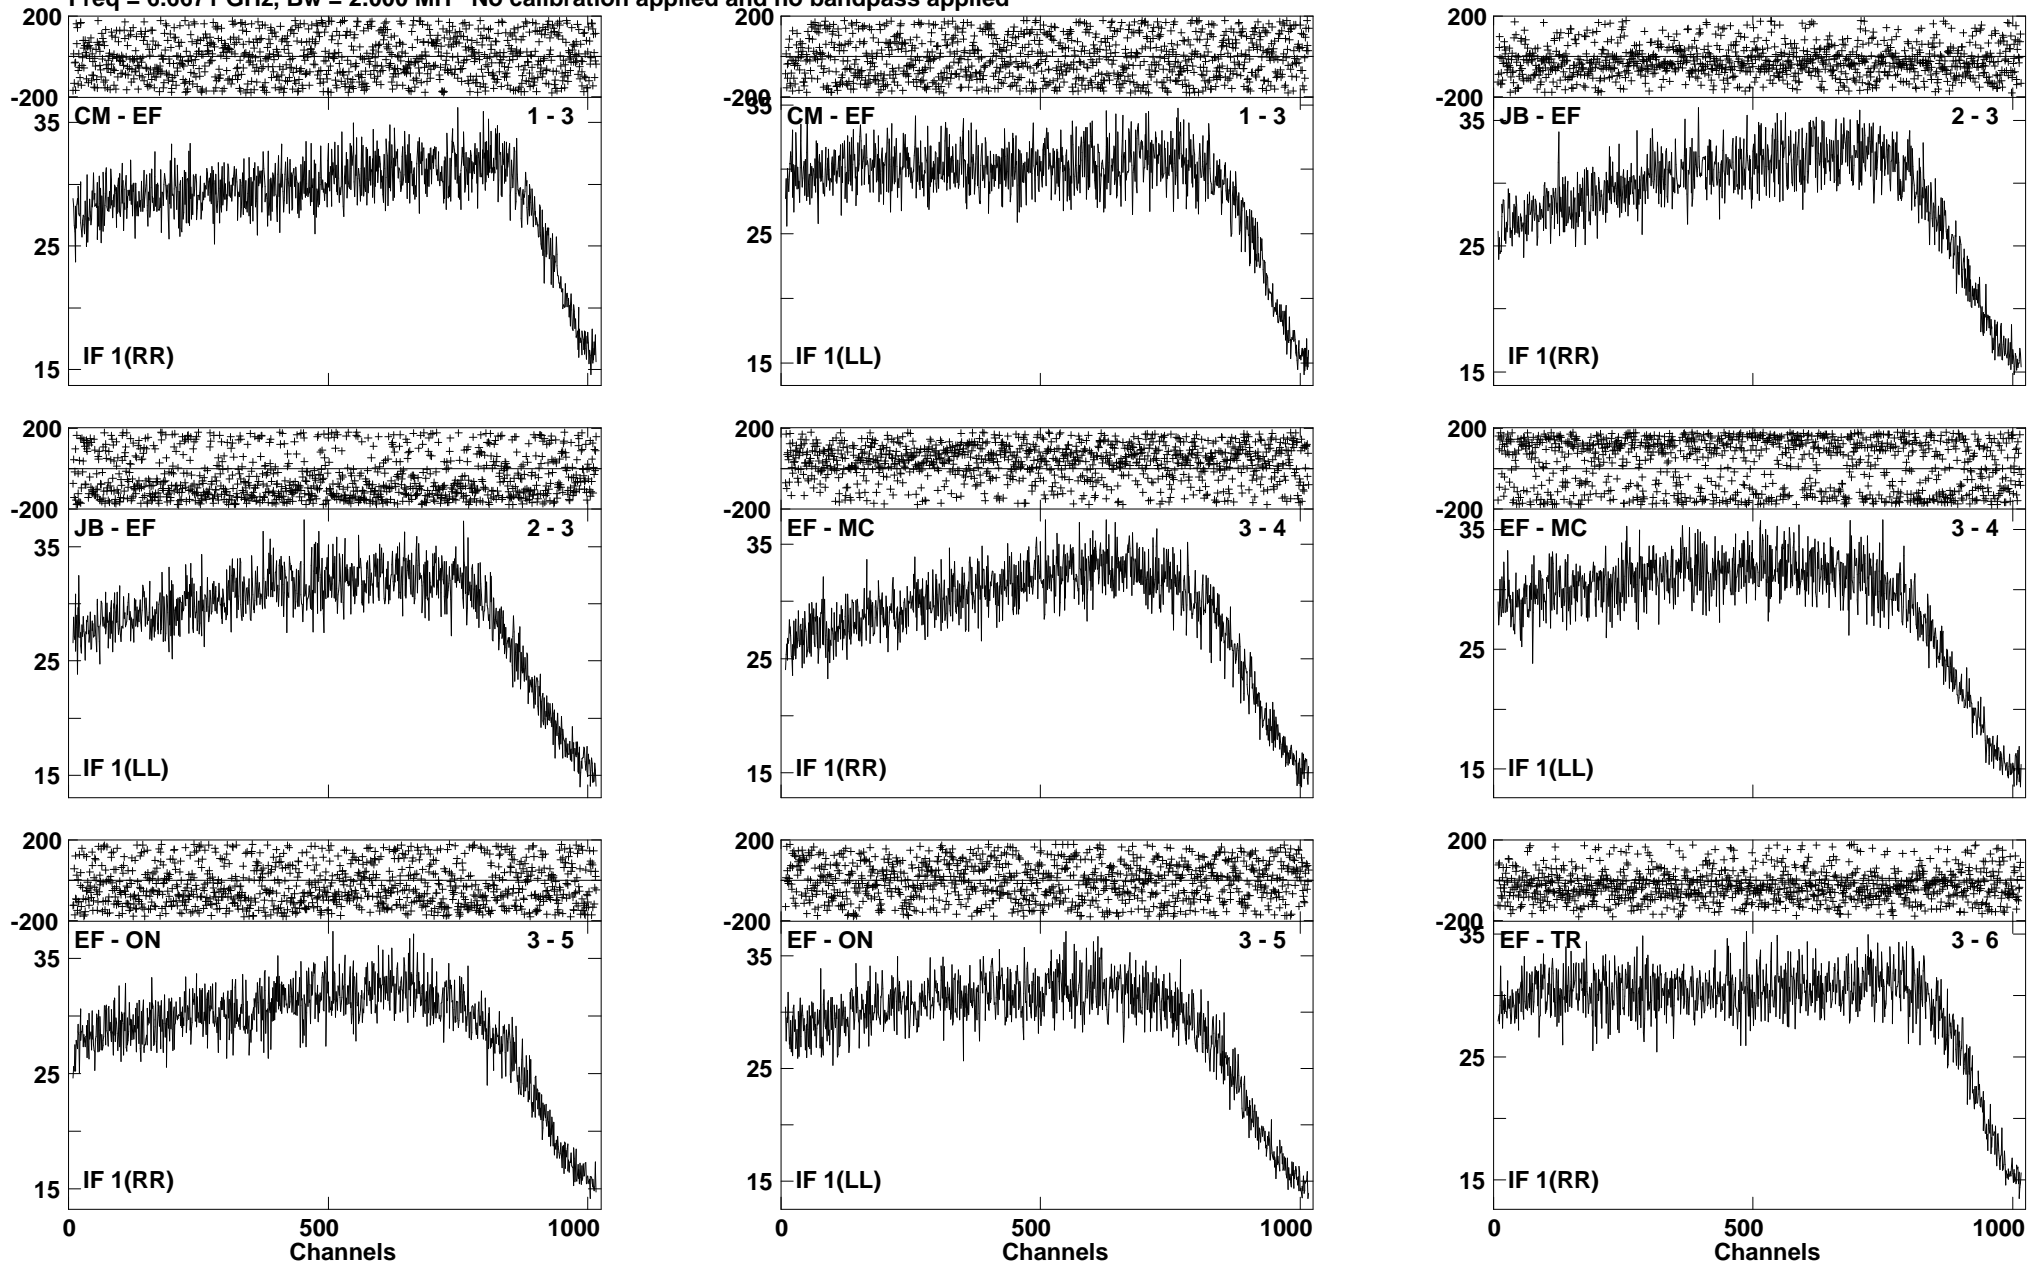 Freq = 6.6671 GHz, Bw = 2.000 MH No calibration applied and no bandpass applied
200
-200
CM - EF 1 - 3
35
25
15
IF 1(RR)
200
-200
35
CM - EF 1 - 3
25
15
IF 1(LL)
200
-200
JB - EF 2 - 3
35
25
15
IF 1(RR)
200
-200
JB - EF 2 - 3
35
25
15
IF 1(LL)
200
-200
EF - MC 3 - 4
35
25
15
IF 1(RR)
200
-200
EF - MC 3 - 4
35
25
15
IF 1(LL)
200
-200
EF - ON 3 - 5
35
25
15
IF 1(RR)
0 500 1000
Channels
200
-200
EF - ON 3 - 5
35
25
15
IF 1(LL)
0 500 1000
Channels
200
-200
35
EF - TR 3 - 6
25
15
IF 1(RR)
0 500 1000
Channels